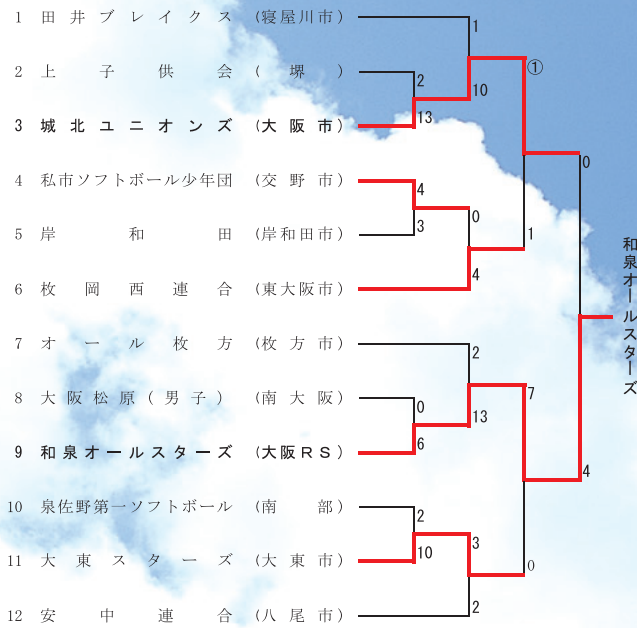 1 田井ブレイクス (寝屋川市)
2 上子供会 (堺)
3 城北ユニオンズ (大阪市)
4 私市ソフトボール少年団 (交野市)
5 岸和田 (岸和田市)
6 枚岡西連合 (東大阪市)
7 オール枚方 (枚方市)
8 大阪松原(男子) (南大阪)
9 和泉オールスターズ (大阪RS)
10 泉佐野第一ソフトボール (南部)
11 大東スターズ (大東市)
12 安中連合 (八尾市)
1
2
10
13
①
4
3
0
4
1
0
2
0
6
13
7
4
2
10
3
2
0
和泉オールスターズ